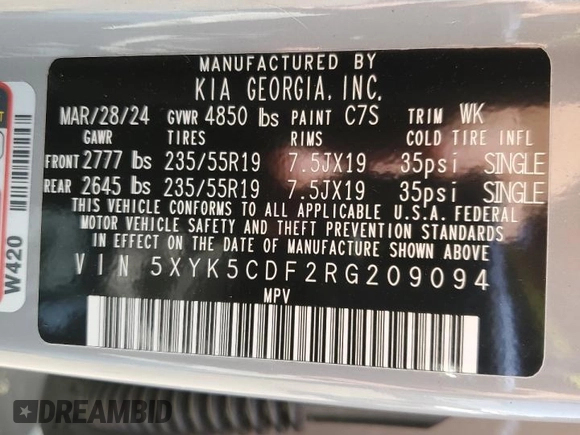 MANUFACTURED BY
KIA GEORGIA, INC.
MAR/28/24 GVWR 4850 lbs PAINT C7S TRIM WK
GAWR TIRES RIMS COLD TIRE INFL
FRONT 2777 lbs 235/55R19 7.5JX19 35psi SINGLE
REAR 2645 lbs 235/55R19 7.5JX19 35psi SINGLE
THIS VEHICLE CONFORMS TO ALL APPLICABLE U.S.A. FEDERAL
MOTOR VEHICLE SAFETY AND THEFT PREVENTION STANDARDS
IN EFFECT ON THE DATE OF MANUFACTURE SHOWN ABOVE.
VIN 5XYK5CDF2RG209094
MPV
W420
DREAMBID